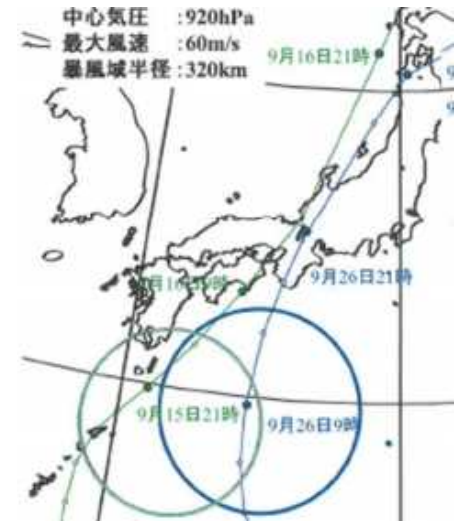 中心気圧 :920hPa
最大風速 :60m/s
暴風域半径 :320km
9月16日21時
9月26日21時
9月15日21時
9月26日9時